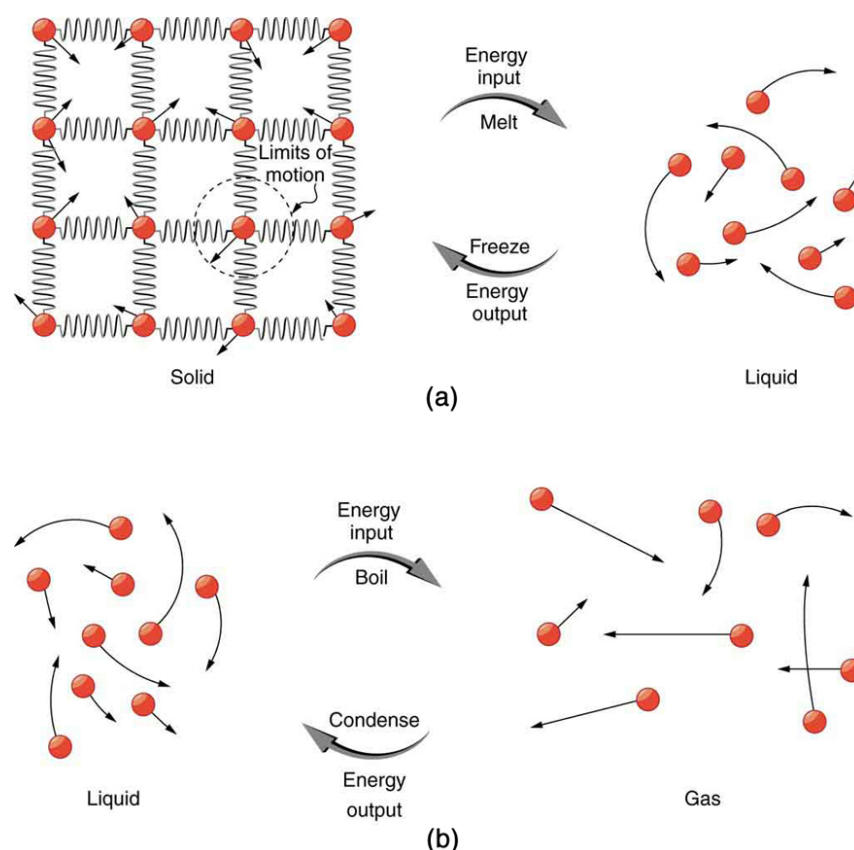 Energy
input
Melt
Limits of
motion
Freeze
Energy
output
Solid
Liquid
(a)
Energy
input
Boil
Condense
Energy
output
Liquid
Gas
(b)